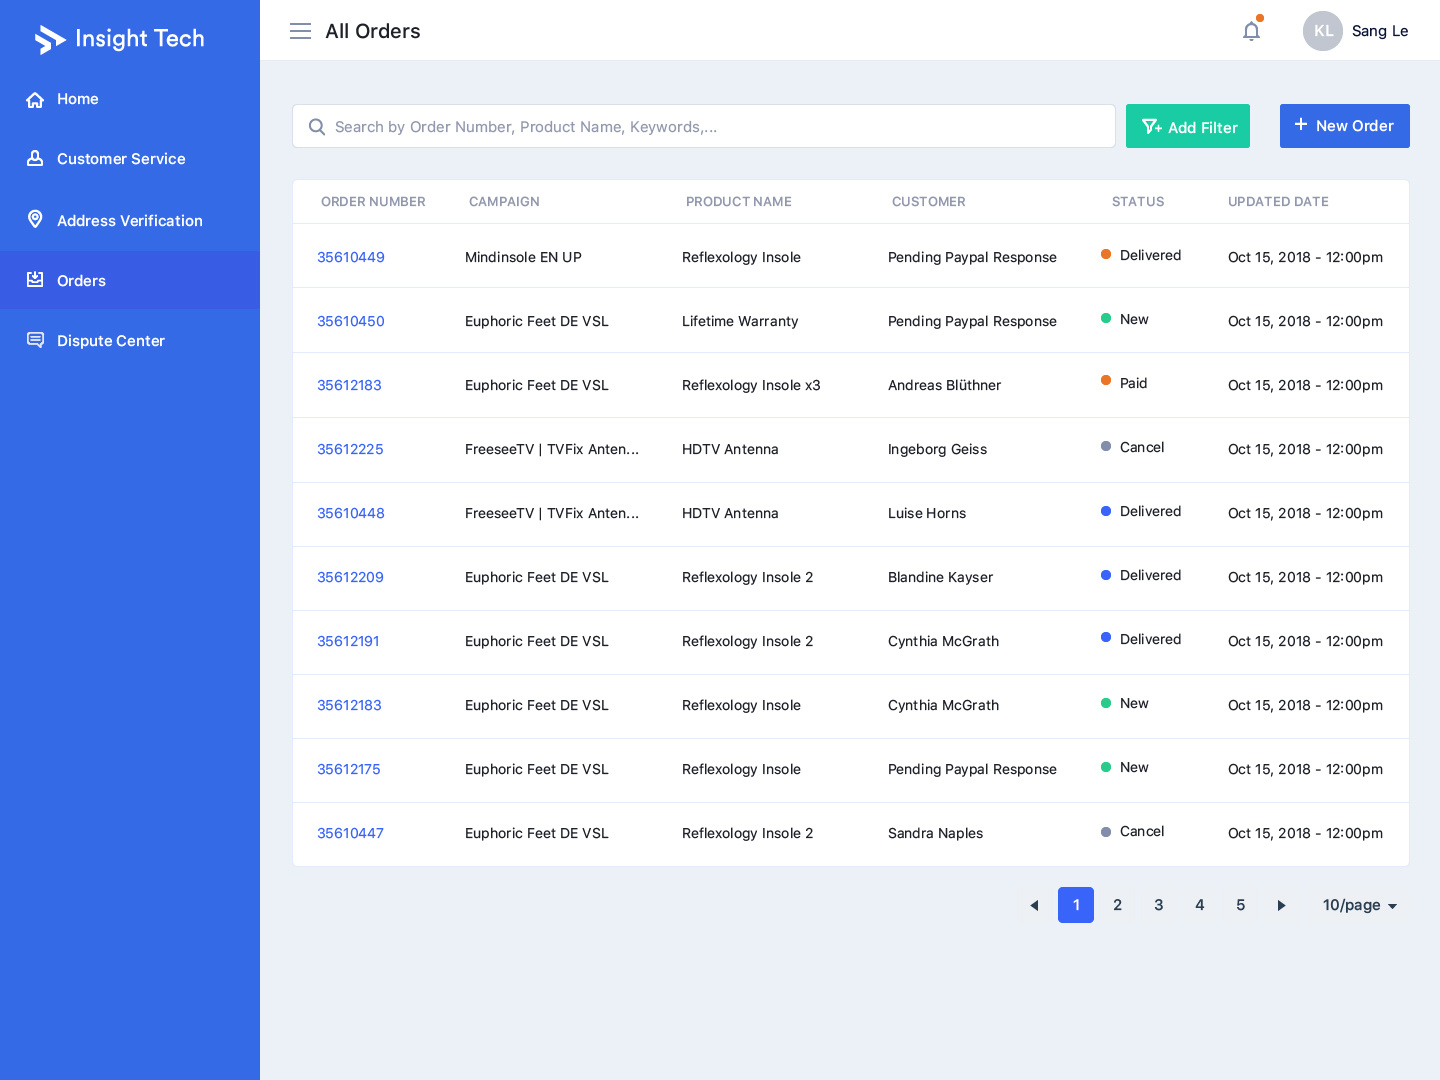 Insight Tech
All Orders
KL
Sang Le
Home
Customer Service
Address Verification
Orders
Dispute Center
Search by Order Number, Product Name, Keywords,...
Add Filter
New Order
ORDER NUMBER CAMPAIGN PRODUCT NAME CUSTOMER STATUS UPDATED DATE
35610449 Mindinsole EN UP Reflexology Insole Pending Paypal Response Delivered Oct 15, 2018 - 12:00pm
35610450 Euphoric Feet DE VSL Lifetime Warranty Pending Paypal Response New Oct 15, 2018 - 12:00pm
35612183 Euphoric Feet DE VSL Reflexology Insole x3 Andreas Blüthner Paid Oct 15, 2018 - 12:00pm
35612225 FreeseeTV | TVFix Anten... HDTV Antenna Ingeborg Geiss Cancel Oct 15, 2018 - 12:00pm
35610448 FreeseeTV | TVFix Anten... HDTV Antenna Luise Horns Delivered Oct 15, 2018 - 12:00pm
35612209 Euphoric Feet DE VSL Reflexology Insole 2 Blandine Kayser Delivered Oct 15, 2018 - 12:00pm
35612191 Euphoric Feet DE VSL Reflexology Insole 2 Cynthia McGrath Delivered Oct 15, 2018 - 12:00pm
35612183 Euphoric Feet DE VSL Reflexology Insole Cynthia McGrath New Oct 15, 2018 - 12:00pm
35612175 Euphoric Feet DE VSL Reflexology Insole Pending Paypal Response New Oct 15, 2018 - 12:00pm
35610447 Euphoric Feet DE VSL Reflexology Insole 2 Sandra Naples Cancel Oct 15, 2018 - 12:00pm
1 2 3 4 5 10/page